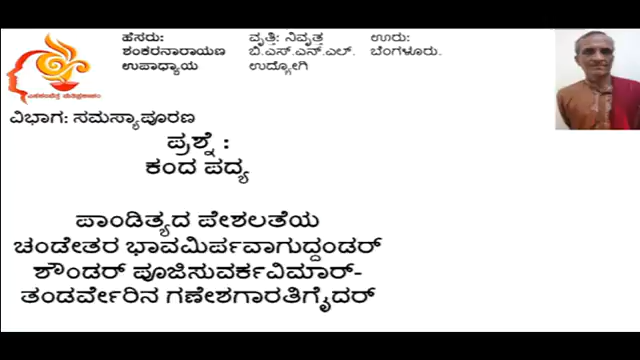 ಹೆಸರು: ವೃತ್ತಿ: ನಿವೃತ್ತ ಊರು:
ಶಂಕರನಾರಾಯಣ ಬಿ.ಎಸ್.ಎನ್.ಎಲ್. ಬೆಂಗಳೂರು.
ಉಪಾಧ್ಯಾಯ ಉದ್ಯೋಗಿ
ವಿಭಾಗ: ಸಮಸ್ಯಾಪೂರಣ
ಪ್ರಶ್ನೆ :
ಕಂದ ಪದ್ಯ
ಪಾಂಡಿತ್ಯದ ಪೇಶಲತೆಯ
ಚಂಡೇತರ ಭಾವಮಿರ್ಪವಾಗುದ್ದಂಡರ್
ಶೌಂಡರ್ ಪೂಜಿಸುವರ್ಕವಿಮಾರ್-
ತಂಡರ್ವೇರಿನ ಗಣೇಶಗಾರತಿಗೈದರ್